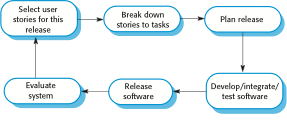 Select user
stories for this
release
Break down
stories to tasks
Plan release
Develop/integrate/
test software
Release
software
Evaluate
system